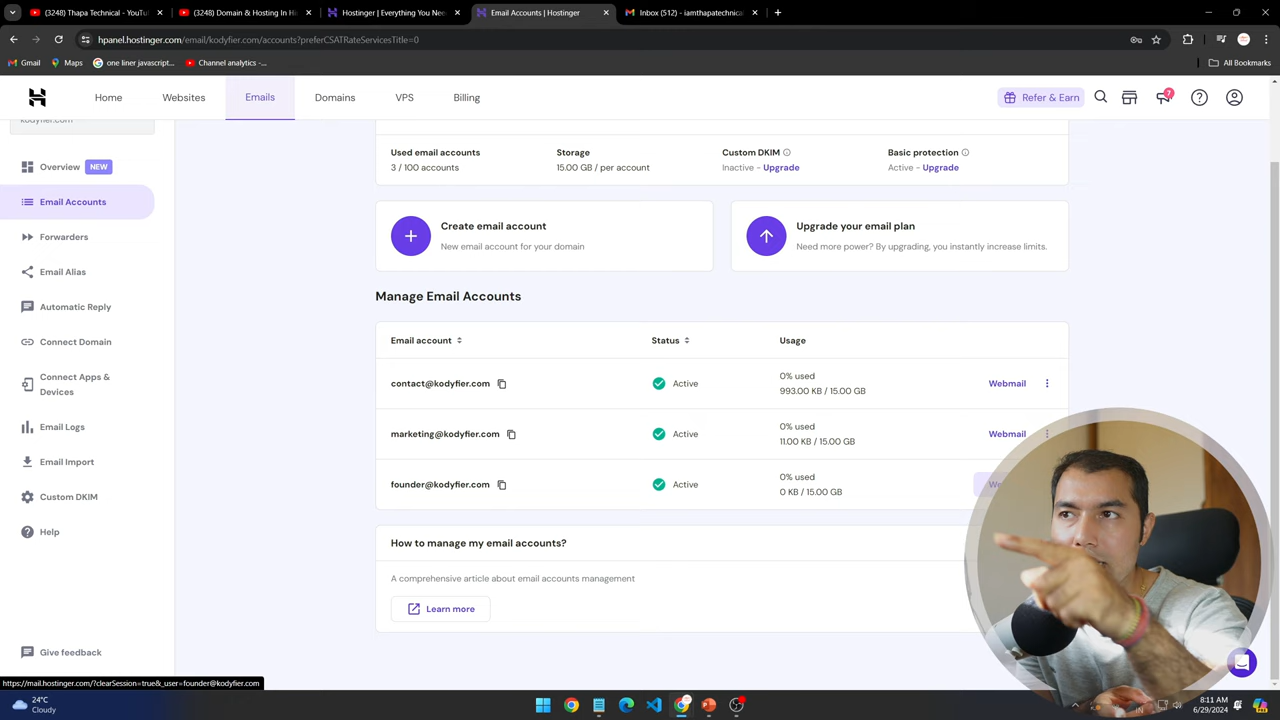 (3248) Thapa Technical - YouT
(3248) Domain & Hosting In Hi
Hostinger | Everything You Nee
Email Accounts | Hostinger
Inbox (512) - iamthapatechnical
hpanel.hostinger.com/email/kodyfier.com/accounts?preferCSATRateServicesTitle=0
Gmail
Maps
one liner javascript...
Channel analytics -...
All Bookmarks
Home
Websites
Emails
Domains
VPS
Billing
Refer & Earn
7
kodyfier.com
Overview NEW
Email Accounts
Forwarders
Email Alias
Automatic Reply
Connect Domain
Connect Apps &
Devices
Email Logs
Email Import
Custom DKIM
Help
Give feedback
Used email accounts
3 / 100 accounts
Storage
15.00 GB / per account
Custom DKIM
Inactive - Upgrade
Basic protection
Active - Upgrade
Create email account
New email account for your domain
Upgrade your email plan
Need more power? By upgrading, you instantly increase limits.
Manage Email Accounts
Email account
Status
Usage
contact@kodyfier.com
Active
0% used
993.00 KB / 15.00 GB
Webmail
marketing@kodyfier.com
Active
0% used
11.00 KB / 15.00 GB
Webmail
founder@kodyfier.com
Active
0% used
0 KB / 15.00 GB
How to manage my email accounts?
A comprehensive article about email accounts management
Learn more
https://mail.hostinger.com/?clearSession=true&_user=founder@kodyfier.com
24°C
Cloudy
IN
8:11 AM
6/29/2024